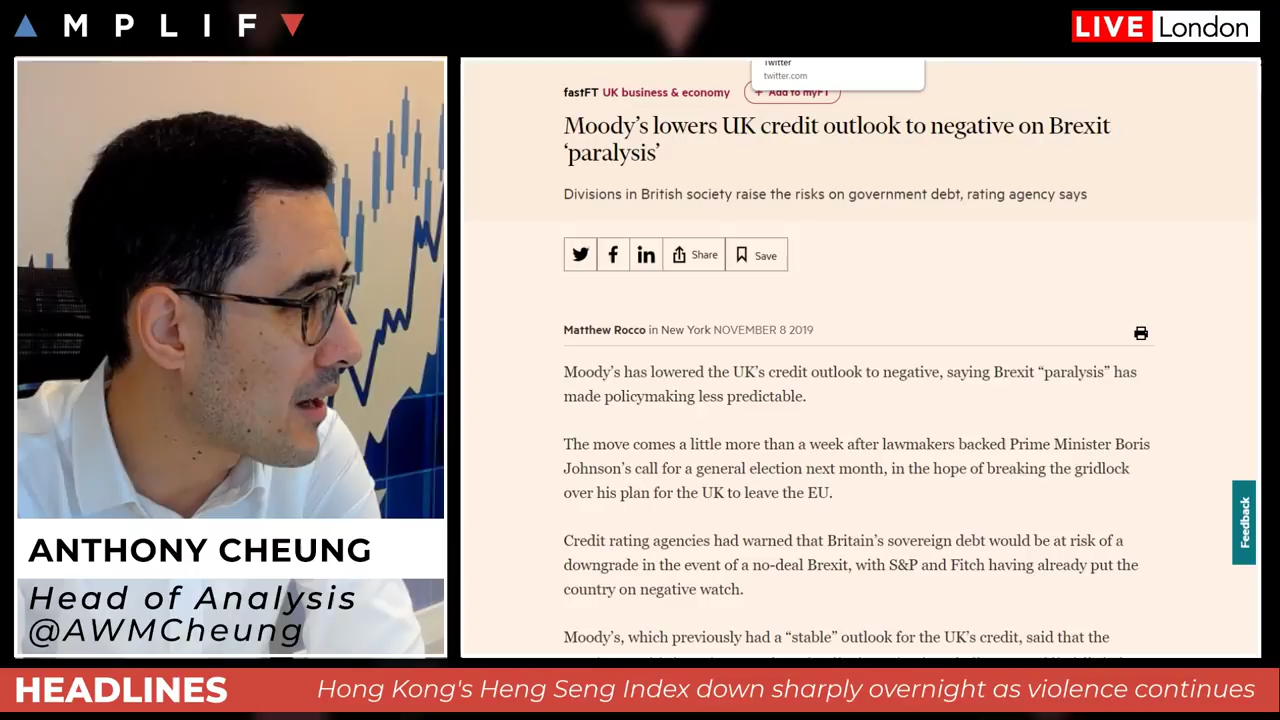 ▲ M P L I F ▼
LIVE London
Twitter
twitter.com
fastFT UK business & economy
+ Add to myFT
Moody's lowers UK credit outlook to negative on Brexit
'paralysis'
Divisions in British society raise the risks on government debt, rating agency says
Share
Save
Matthew Rocco in New York NOVEMBER 8 2019
Moody's has lowered the UK's credit outlook to negative, saying Brexit “paralysis” has
made policymaking less predictable.
The move comes a little more than a week after lawmakers backed Prime Minister Boris
Johnson's call for a general election next month, in the hope of breaking the gridlock
over his plan for the UK to leave the EU.
Credit rating agencies had warned that Britain's sovereign debt would be at risk of a
downgrade in the event of a no-deal Brexit, with S&P and Fitch having already put the
country on negative watch.
Moody's, which previously had a “stable” outlook for the UK's credit, said that the
Feedback
ANTHONY CHEUNG
Head of Analysis
@AWMCheung
HEADLINES
Hong Kong's Heng Seng Index down sharply overnight as violence continues